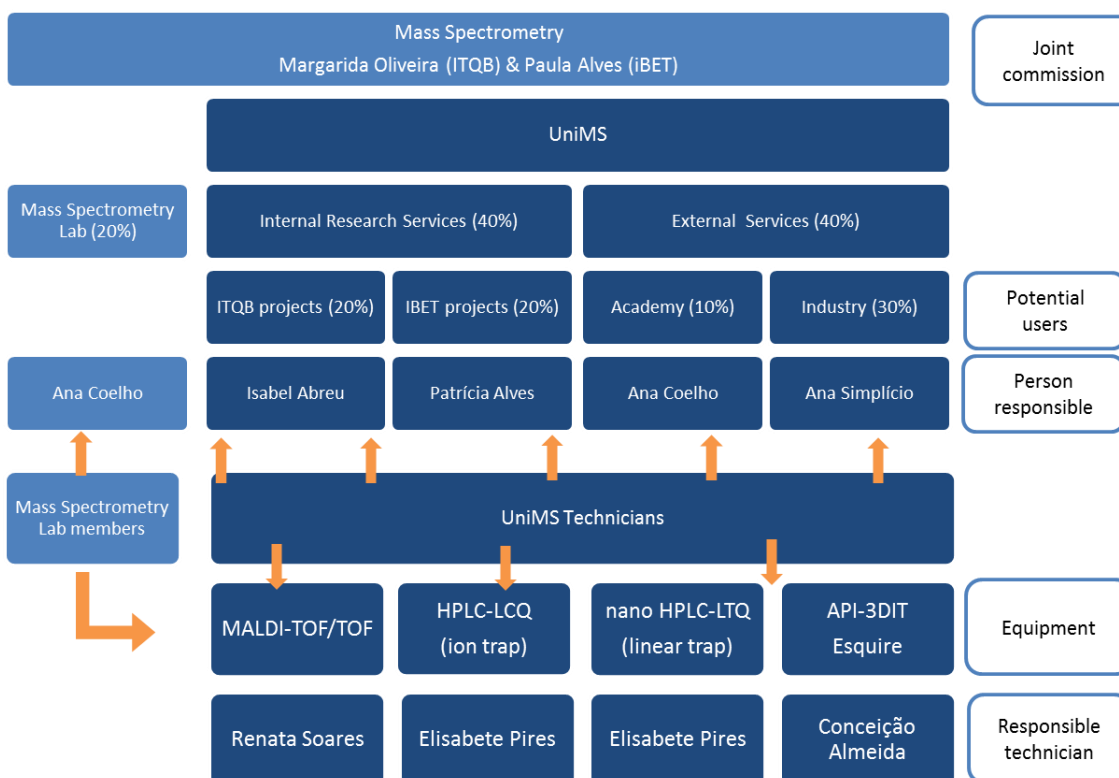 Mass Spectrometry
Margarida Oliveira (ITQB) & Paula Alves (iBET)
Joint
commission
UniMS
Mass Spectrometry
Lab (20%)
Internal Research Services (40%)
External Services (40%)
ITQB projects (20%)
IBET projects (20%)
Academy (10%)
Industry (30%)
Potential
users
Ana Coelho
Isabel Abreu
Patrícia Alves
Ana Coelho
Ana Simplício
Person
responsible
Mass Spectrometry
Lab members
UniMS Technicians
MALDI-TOF/TOF
HPLC-LCQ
(ion trap)
nano HPLC-LTQ
(linear trap)
API-3DIT
Esquire
Equipment
Renata Soares
Elisabete Pires
Elisabete Pires
Conceição
Almeida
Responsible
technician